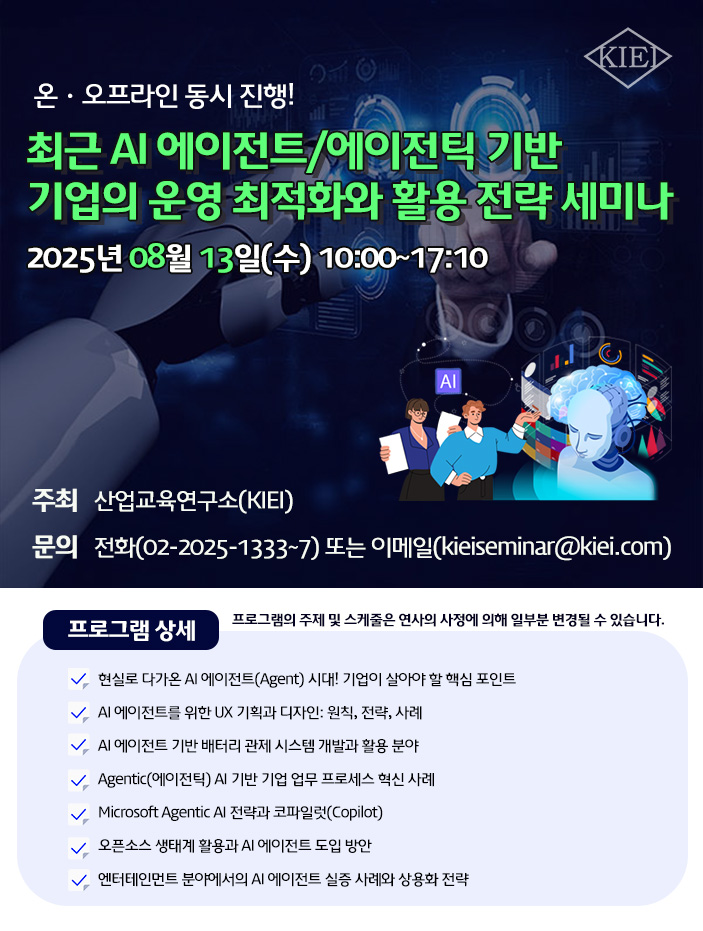 KIEI
온 · 오프라인 동시 진행!
최근 AI 에이전트/에이전틱 기반
기업의 운영 최적화와 활용 전략 세미나
2025년 08월 13일(수) 10:00~17:10
AI
주최 산업교육연구소(KIEI)
문의 전화(02-2025-1333~7) 또는 이메일(kieiseminar@kiei.com)
프로그램 상세 프로그램의 주제 및 스케줄은 연사의 사정에 의해 일부분 변경될 수 있습니다.
현실로 다가온 AI 에이전트(Agent) 시대! 기업이 살아야 할 핵심 포인트
AI 에이전트를 위한 UX 기획과 디자인: 원칙, 전략, 사례
AI 에이전트 기반 배터리 관제 시스템 개발과 활용 분야
Agentic(에이전틱) AI 기반 기업 업무 프로세스 혁신 사례
Microsoft Agentic AI 전략과 코파일럿(Copilot)
오픈소스 생태계 활용과 AI 에이전트 도입 방안
엔터테인먼트 분야에서의 AI 에이전트 실증 사례와 상용화 전략